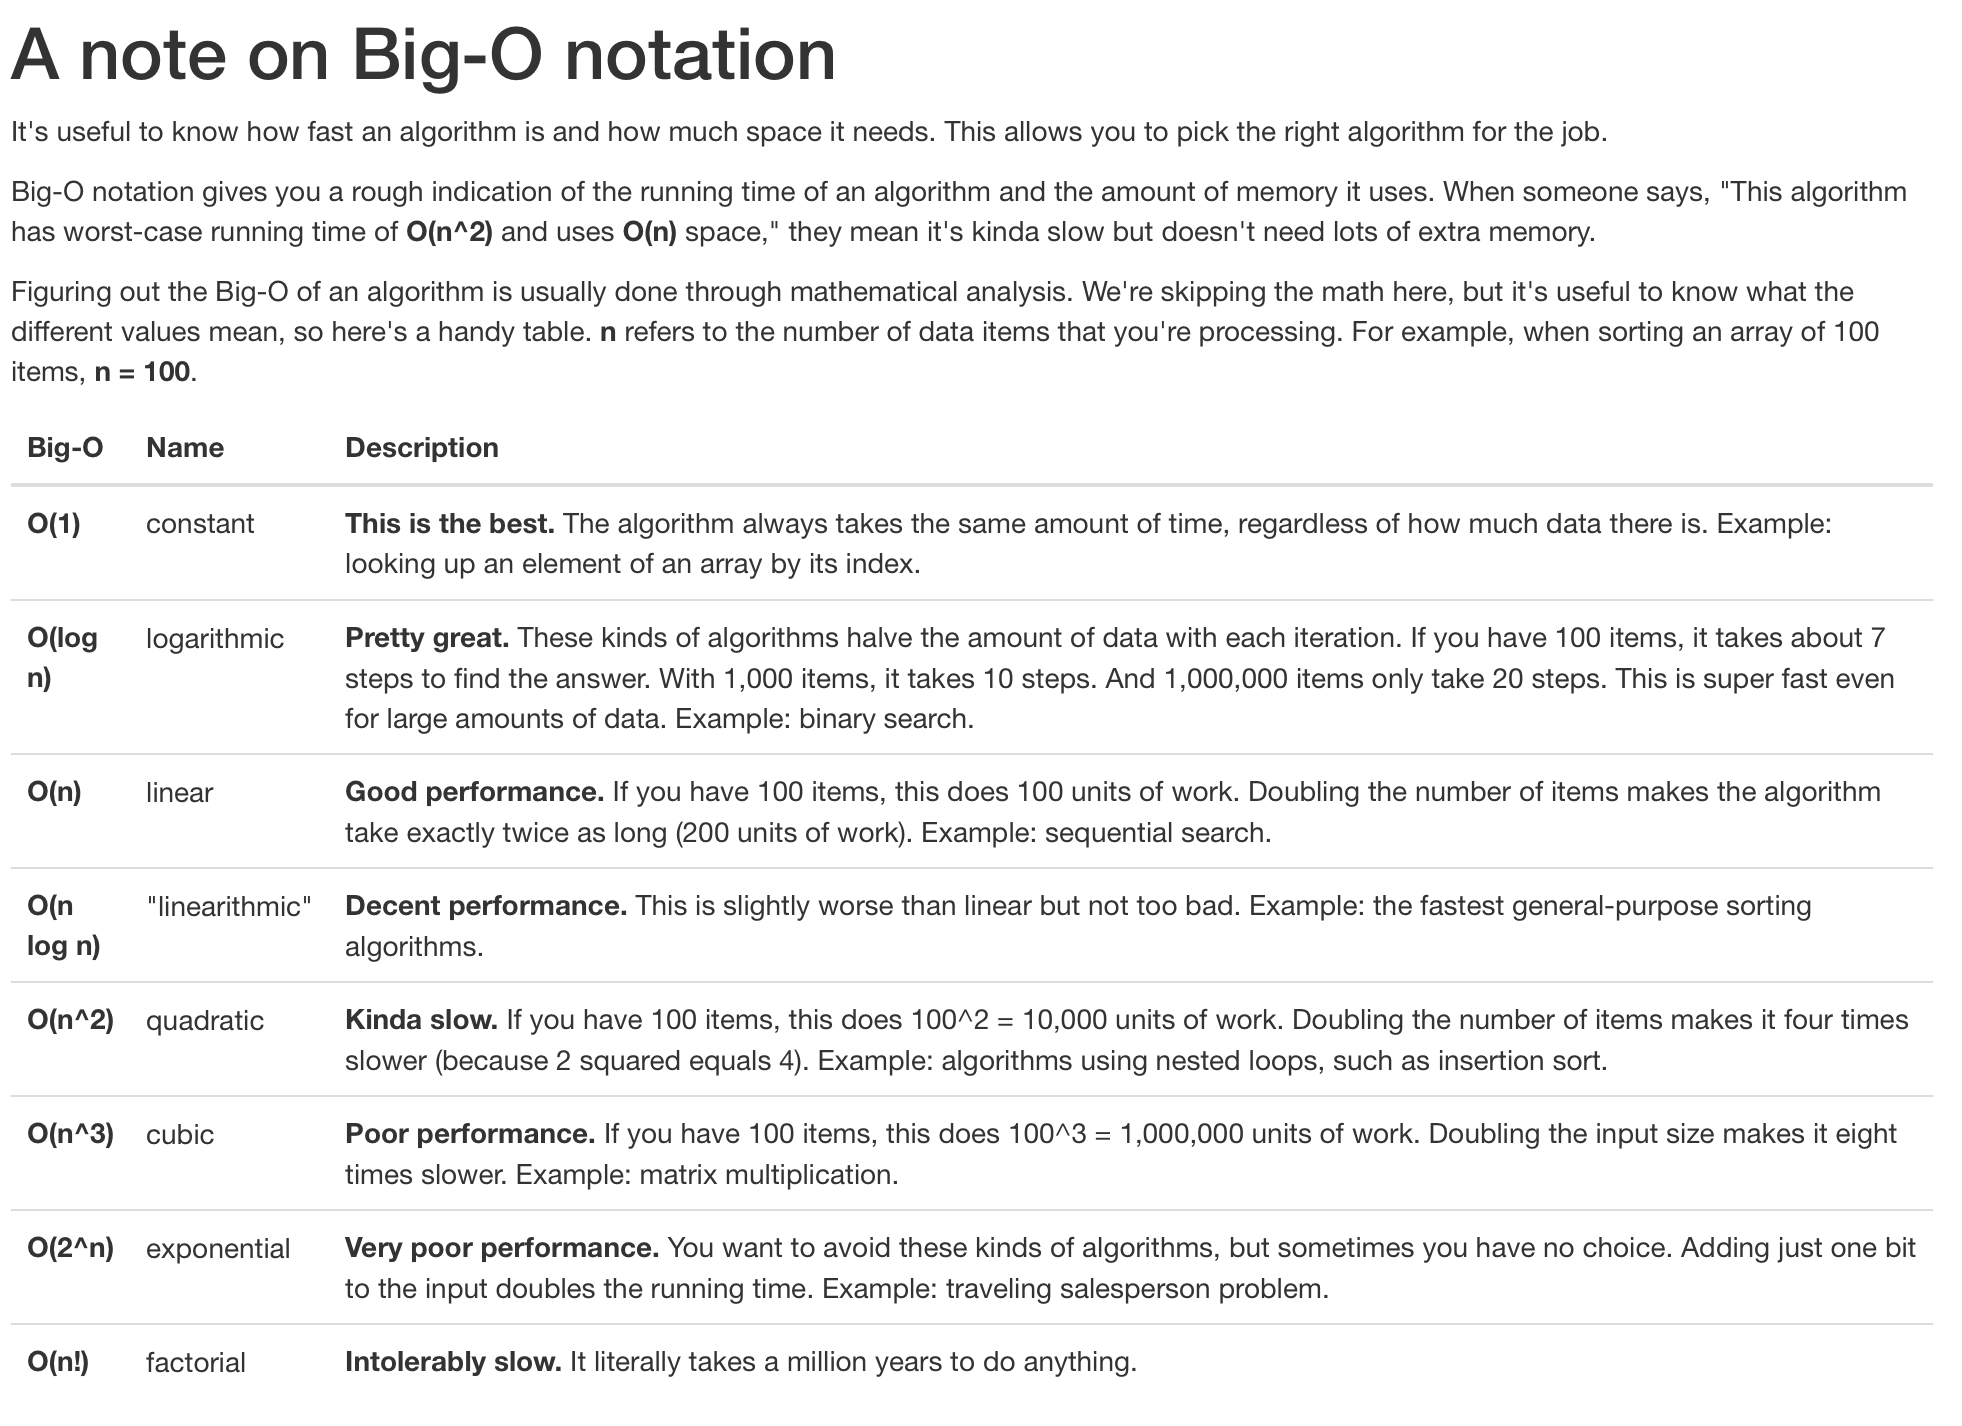 A note on Big-O notation
It's useful to know how fast an algorithm is and how much space it needs. This allows you to pick the right algorithm for the job.
Big-O notation gives you a rough indication of the running time of an algorithm and the amount of memory it uses. When someone says, "This algorithm
has worst-case running time of O(n^2) and uses O(n) space," they mean it's kinda slow but doesn't need lots of extra memory.
Figuring out the Big-O of an algorithm is usually done through mathematical analysis. We're skipping the math here, but it's useful to know what the
different values mean, so here's a handy table. n refers to the number of data items that you're processing. For example, when sorting an array of 100
items, n = 100.
Big-O Name Description
O(1) constant This is the best. The algorithm always takes the same amount of time, regardless of how much data there is. Example:
looking up an element of an array by its index.
O(log logarithmic Pretty great. These kinds of algorithms halve the amount of data with each iteration. If you have 100 items, it takes about 7
n) steps to find the answer. With 1,000 items, it takes 10 steps. And 1,000,000 items only take 20 steps. This is super fast even
for large amounts of data. Example: binary search.
O(n) linear Good performance. If you have 100 items, this does 100 units of work. Doubling the number of items makes the algorithm
take exactly twice as long (200 units of work). Example: sequential search.
O(n "linearithmic" Decent performance. This is slightly worse than linear but not too bad. Example: the fastest general-purpose sorting
log n) algorithms.
O(n^2) quadratic Kinda slow. If you have 100 items, this does 100^2 = 10,000 units of work. Doubling the number of items makes it four times
slower (because 2 squared equals 4). Example: algorithms using nested loops, such as insertion sort.
O(n^3) cubic Poor performance. If you have 100 items, this does 100^3 = 1,000,000 units of work. Doubling the input size makes it eight
times slower. Example: matrix multiplication.
O(2^n) exponential Very poor performance. You want to avoid these kinds of algorithms, but sometimes you have no choice. Adding just one bit
to the input doubles the running time. Example: traveling salesperson problem.
O(n!) factorial Intolerably slow. It literally takes a million years to do anything.